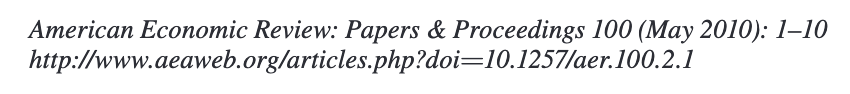 American Economic Review: Papers & Proceedings 100 (May 2010): 1–10
http://www.aeaweb.org/articles.php?doi=10.1257/aer.100.2.1